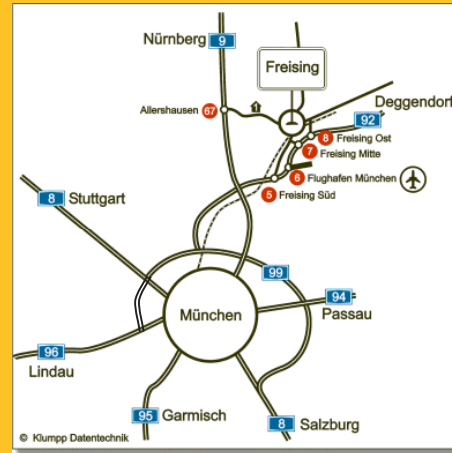 Nürnberg 9
Freising
Deggendorf
92
Allershausen 67
8 Freising Ost
7 Freising Mitte
6 Flughafen München
5 Freising Süd
8 Stuttgart
99
94
Passau
München
96
Lindau
95 Garmisch
8 Salzburg
© Klumpp Datentechnik